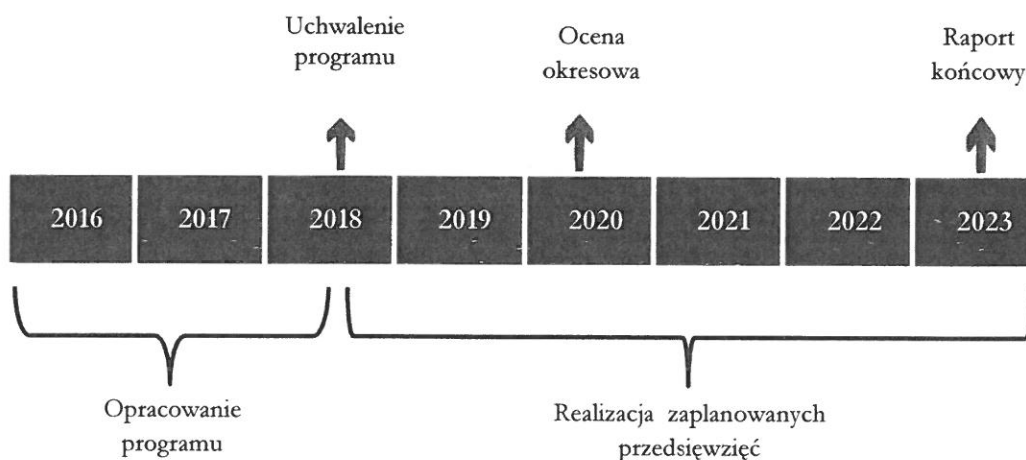 Uchwalenie
programu
Ocena
okresowa
Raport
końcowy
2016
2017
2018
2019
2020
2021
2022
2023
Opracowanie
programu
Realizacja zaplanowanych
przedsięwzięć